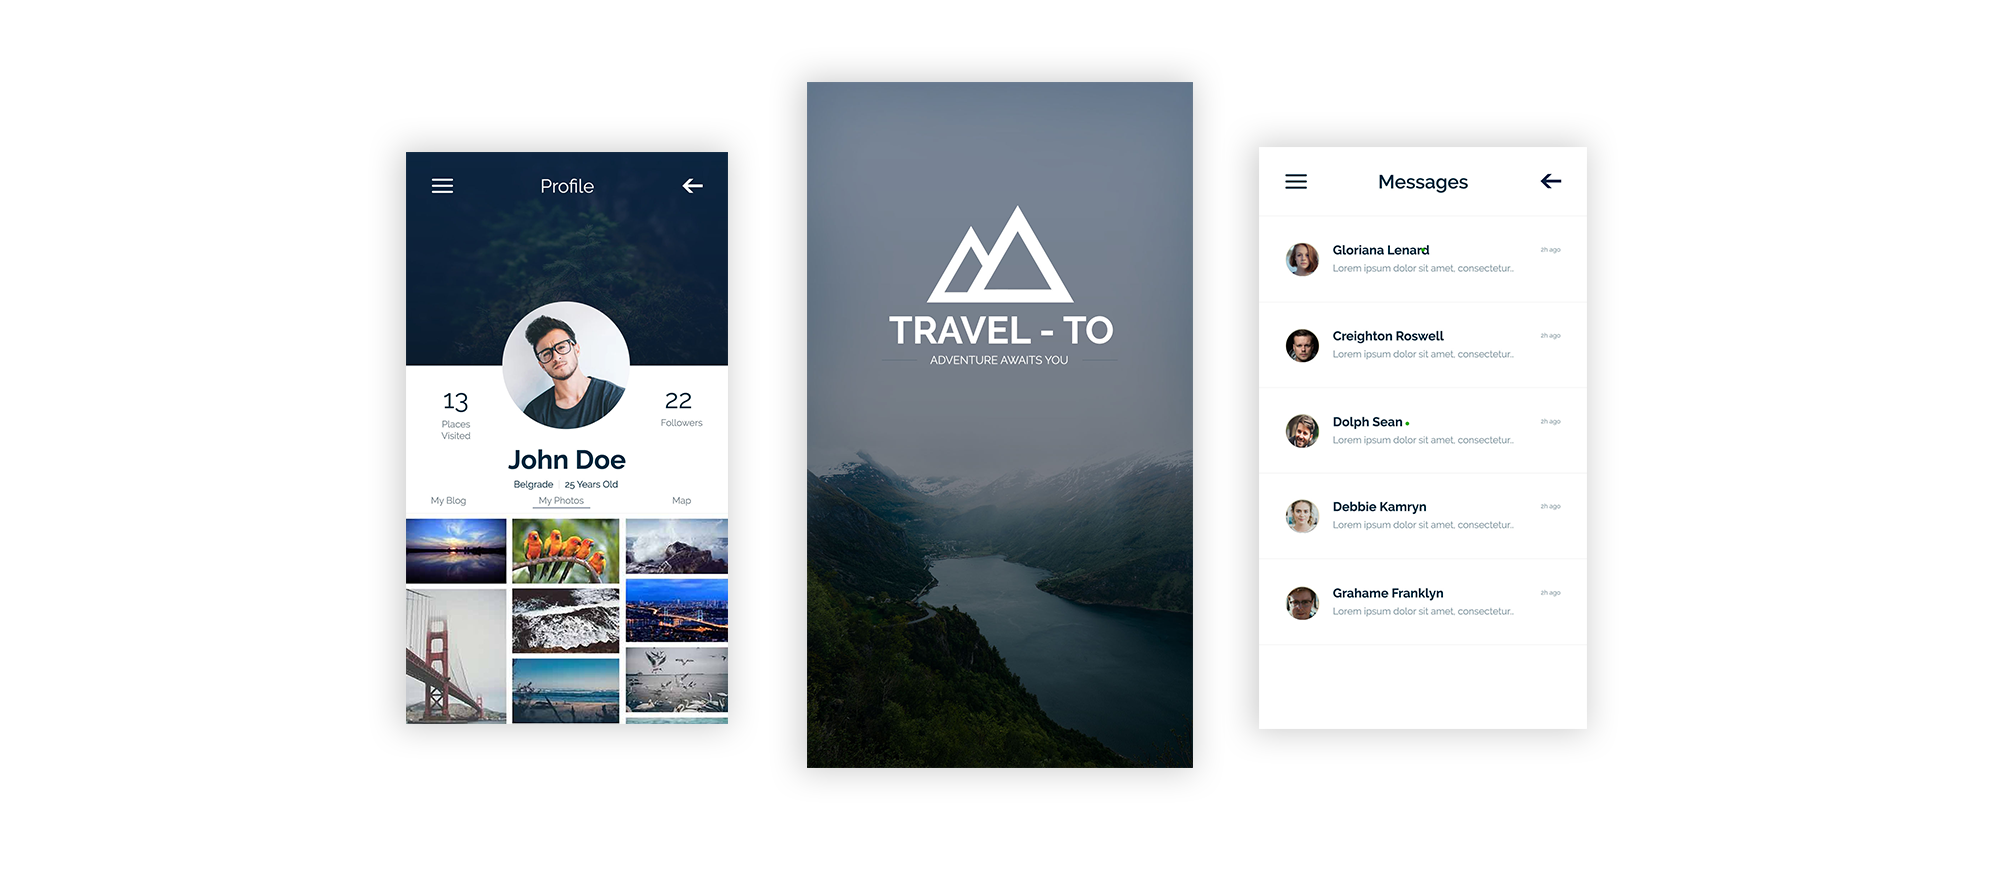 Profile
13
Places
Visited
22
Followers
John Doe
Belgrade | 25 Years Old
My Blog
My Photos
Map
TRAVEL - TO
ADVENTURE AWAITS YOU
Messages
Gloriana Lenard
2h ago
Lorem ipsum dolor sit amet, consectetur..
Creighton Roswell
2h ago
Lorem ipsum dolor sit amet, consectetur..
Dolph Sean
2h ago
Lorem ipsum dolor sit amet, consectetur..
Debbie Kamryn
2h ago
Lorem ipsum dolor sit amet, consectetur..
Grahame Franklyn
2h ago
Lorem ipsum dolor sit amet, consectetur..